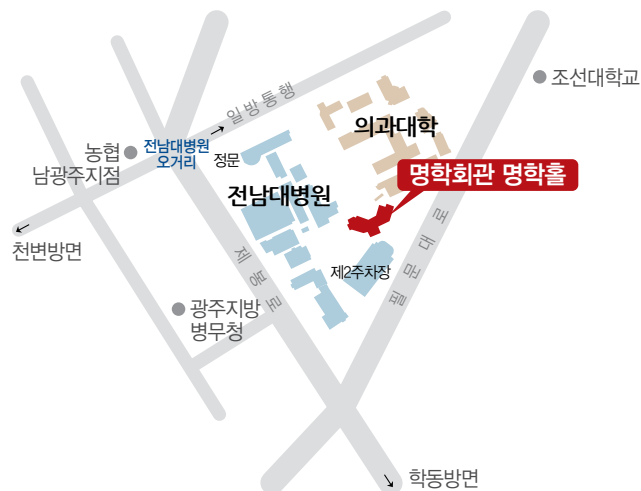 조선대학교
일방통행
의과대학
농협
남광주지점
전남대병원
오거리
정문
전남대병원
명학회관 명학홀
천변방면
제봉로
필문대로
제2주차장
광주지방
병무청
학동방면